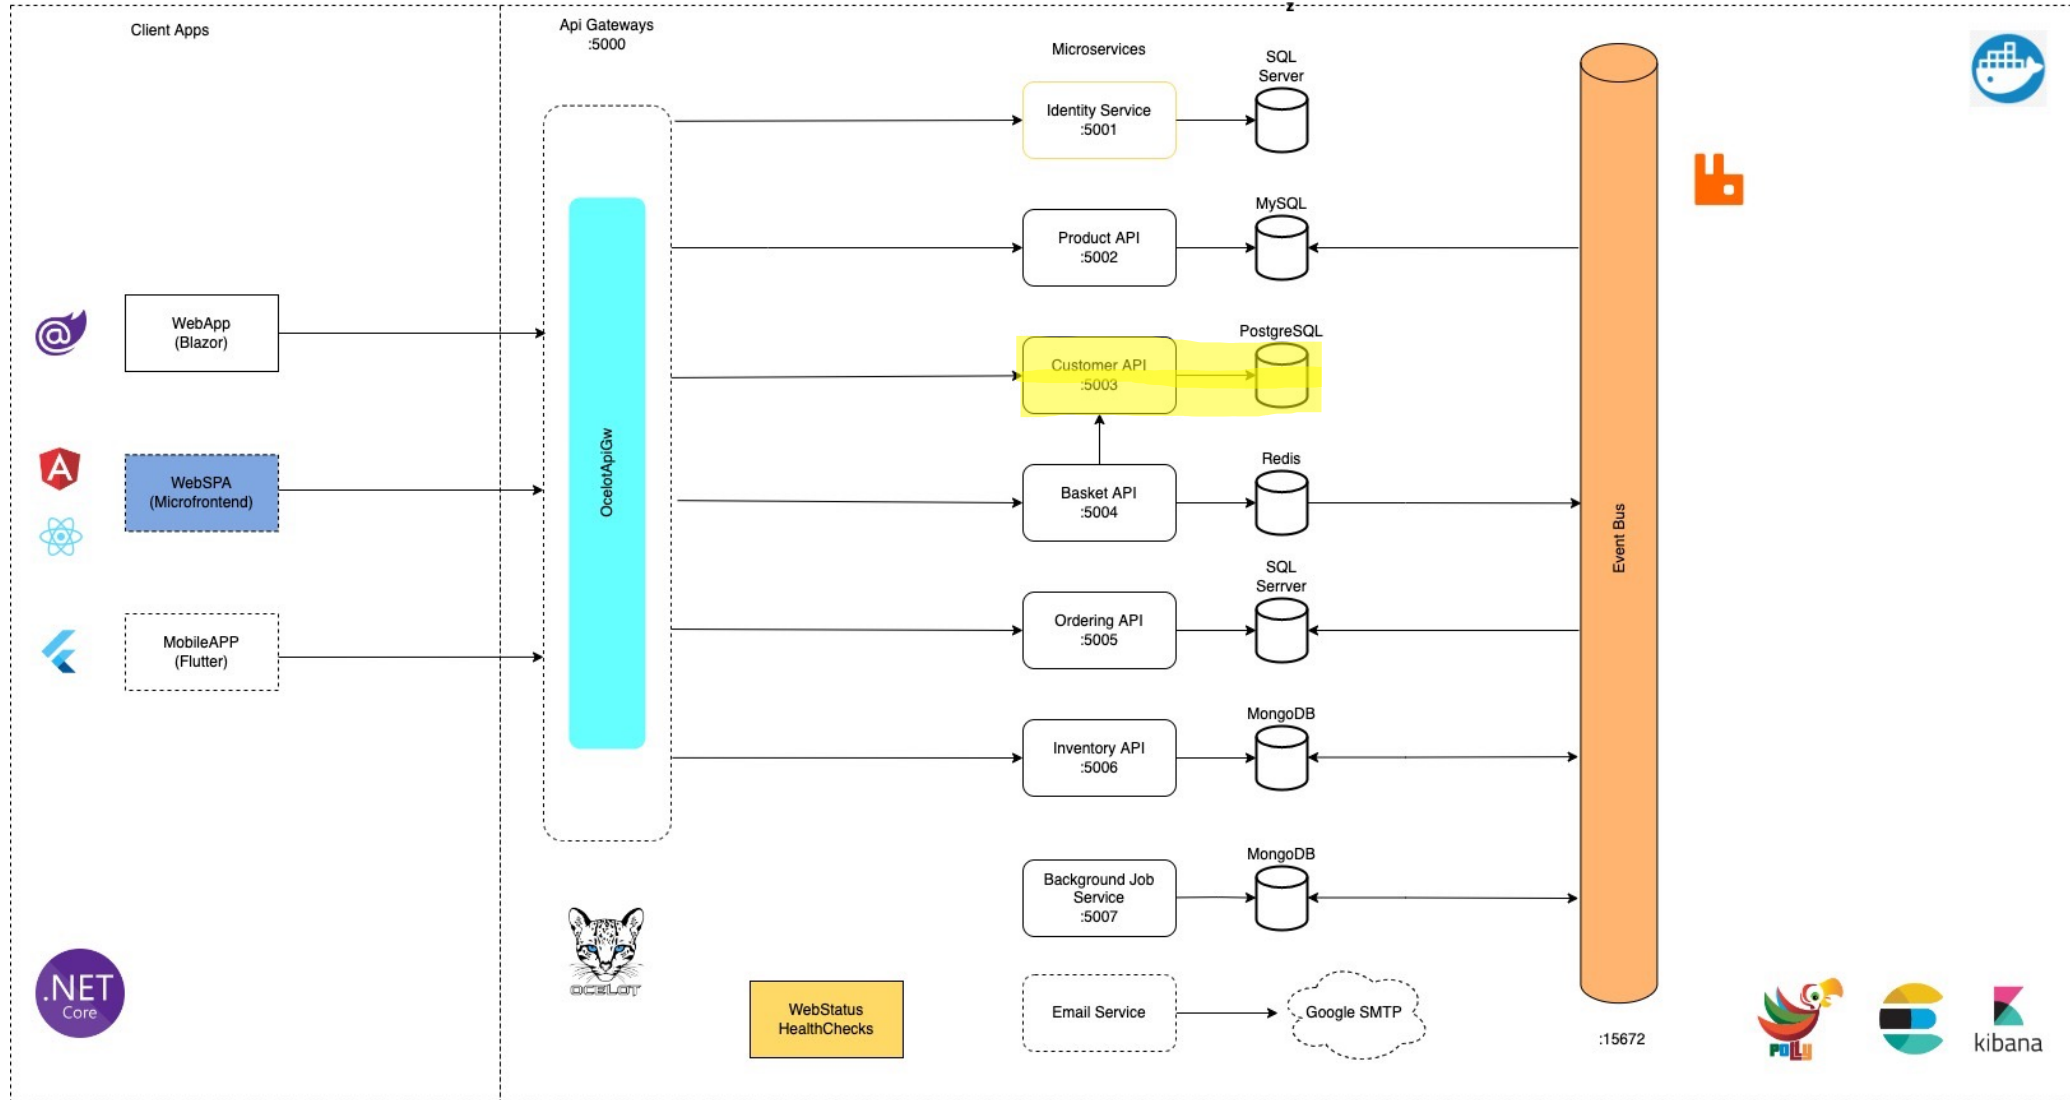 z
Client Apps
Api Gateways
:5000
Microservices
SQL
Server
Identity Service
:5001
MySQL
Product API
:5002
PostgreSQL
WebApp
(Blazor)
@
Customer API
:5003
OcelotApiGw
Event Bus
Redis
A
WebSPA
(Microfrontend)
Basket API
:5004
SQL
Serrver
MobileAPP
(Flutter)
Ordering API
:5005
MongoDB
Inventory API
:5006
MongoDB
Background Job
Service
:5007
OCELOT
.NET
Core
WebStatus
HealthChecks
Email Service
Google SMTP
:15672
POLLY
kibana